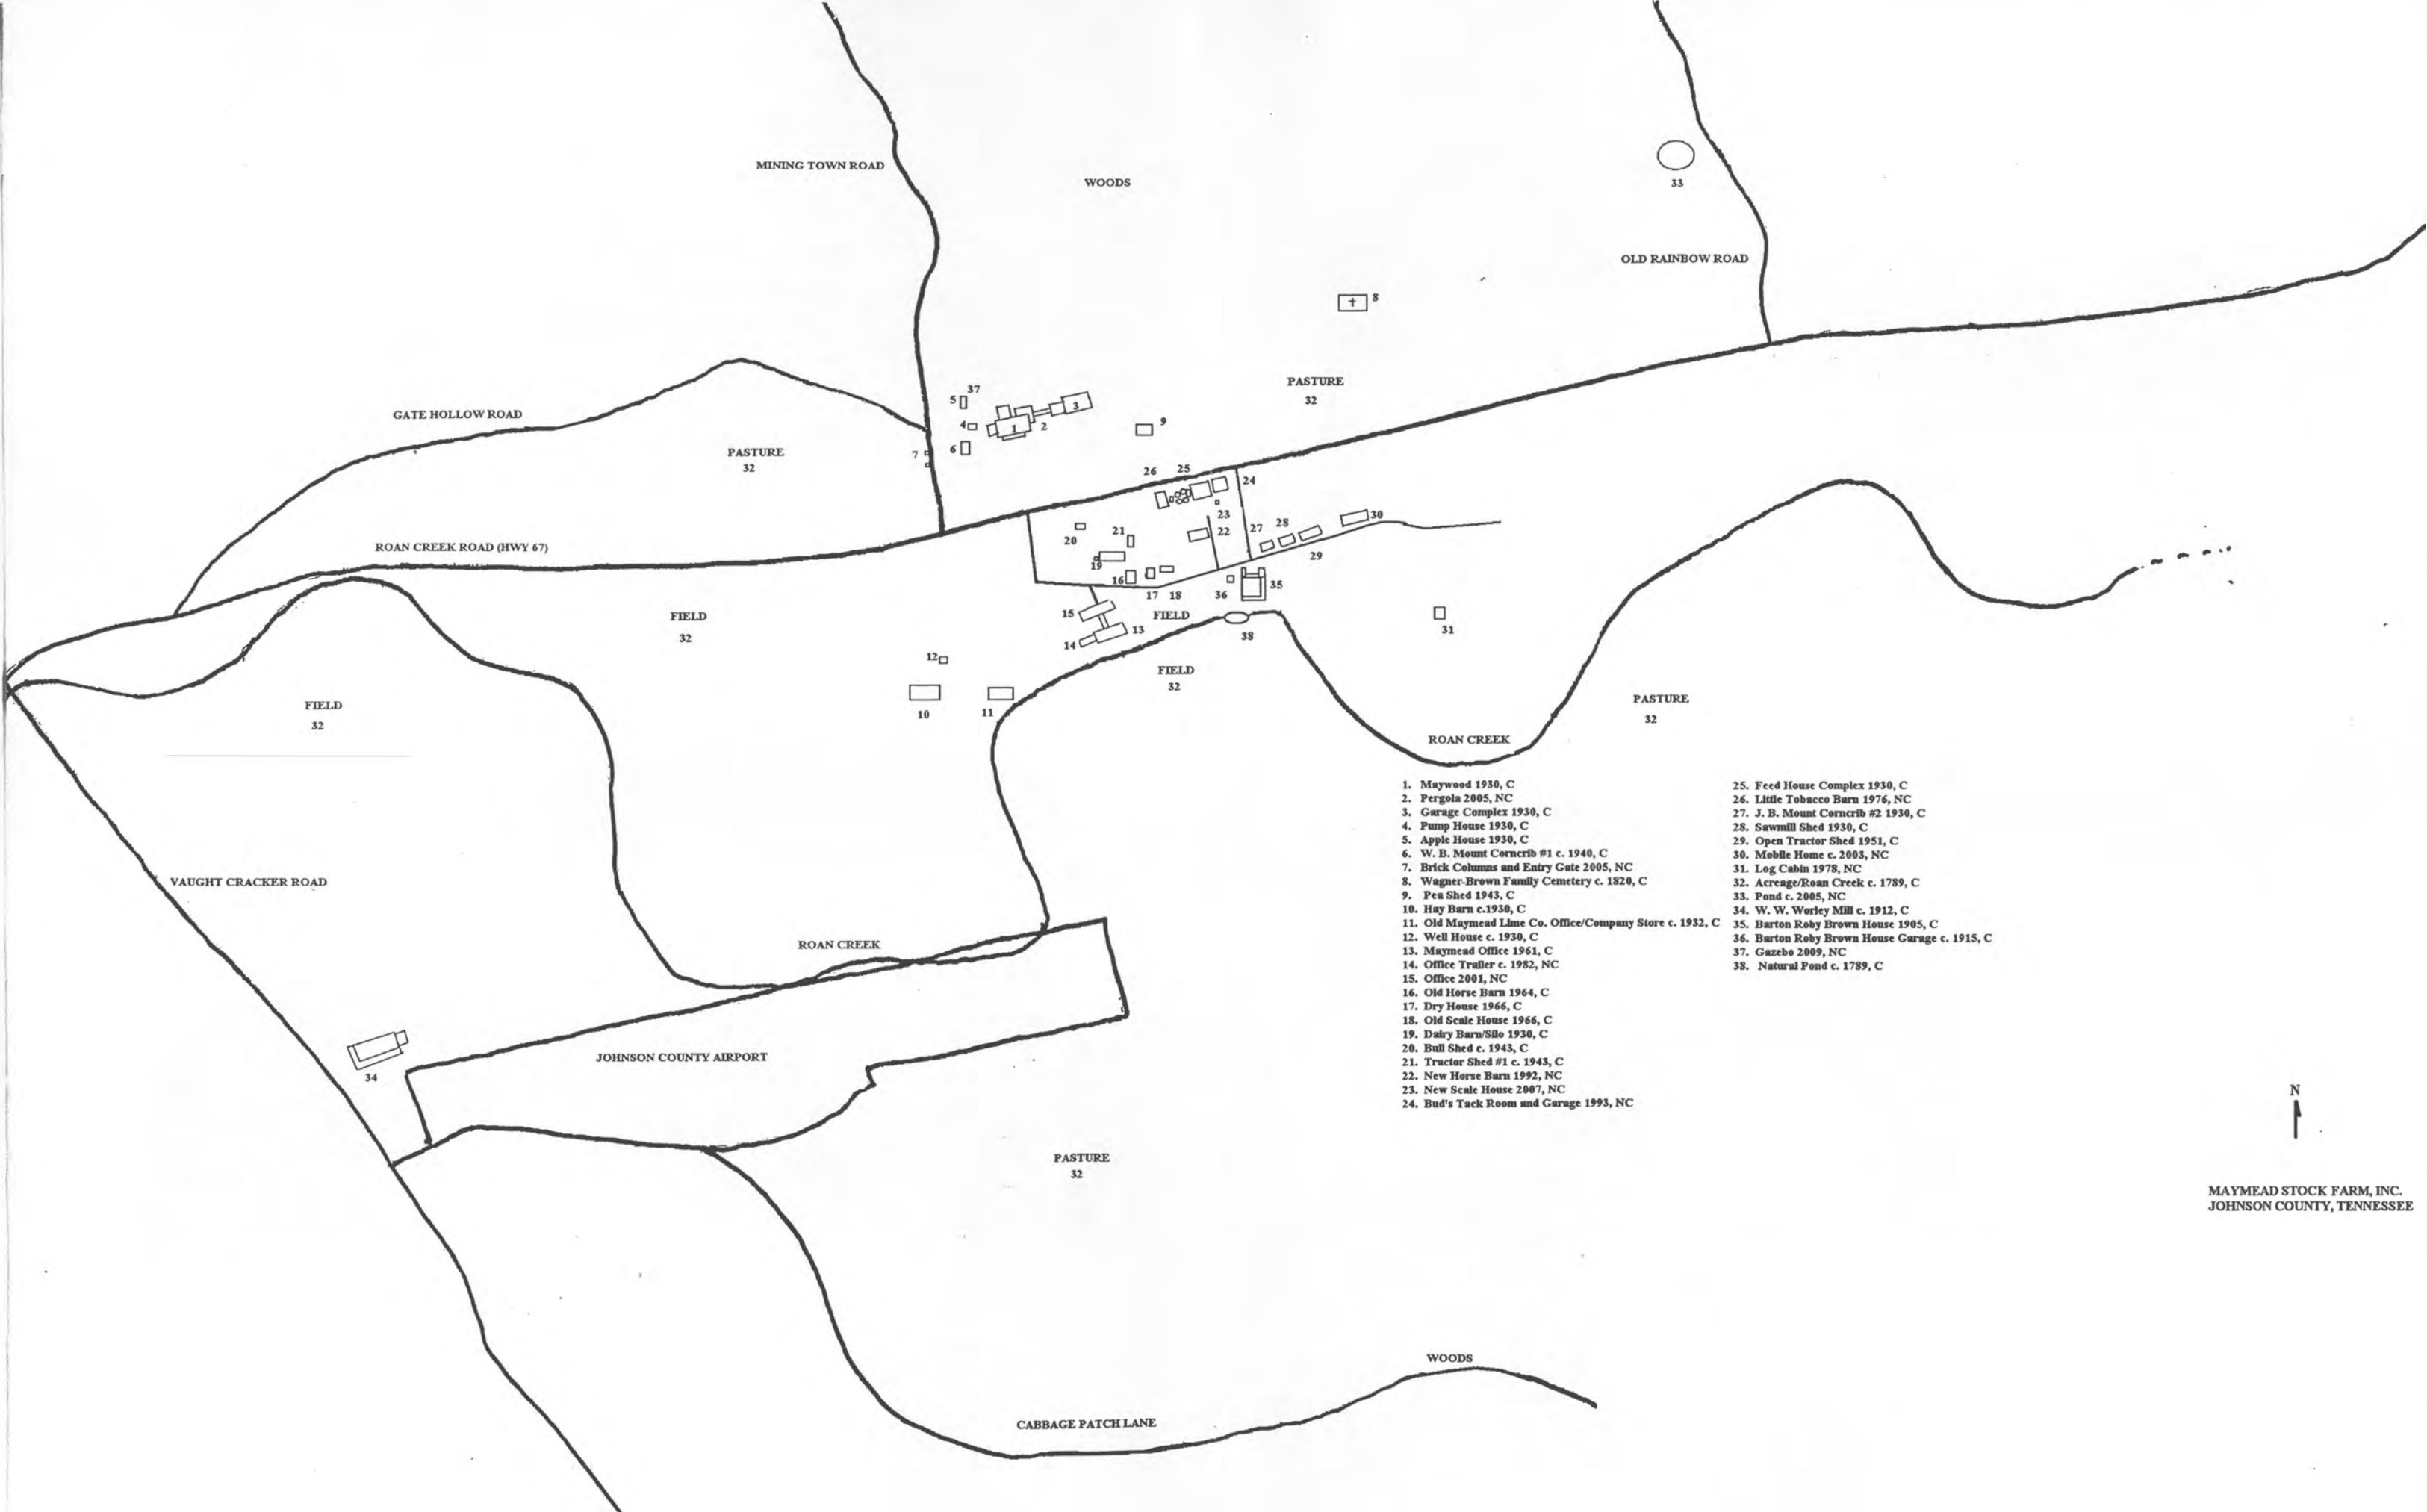 MINING TOWN ROAD
WOODS
33
OLD RAINBOW ROAD
8
PASTURE
32
GATE HOLLOW ROAD
37
5
3
4
1
2
9
6
7
PASTURE
32
26
25
24
23
30
20
21
22
27
28
29
ROAN CREEK ROAD (HWY 67)
19
16
17
18
36
35
15
FIELD
FIELD
32
13
38
31
14
12
FIELD
32
10
11
FIELD
32
PASTURE
32
ROAN CREEK
1. Maywood 1930, C
2. Pergola 2005, NC
3. Garage Complex 1930, C
4. Pump House 1930, C
5. Apple House 1930, C
6. W. B. Mount Corncrib #1 c. 1940, C
7. Brick Columns and Entry Gate 2005, NC
8. Wagner-Brown Family Cemetery c. 1820, C
9. Pea Shed 1943, C
10. Hay Barn c.1930, C
11. Old Maymead Lime Co. Office/Company Store c. 1932, C
12. Well House c. 1930, C
13. Maymead Office 1961, C
14. Office Trailer c. 1982, NC
15. Office 2001, NC
16. Old Horse Barn 1964, C
17. Dry House 1966, C
18. Old Scale House 1966, C
19. Dairy Barn/Silo 1930, C
20. Bull Shed c. 1943, C
21. Tractor Shed #1 c. 1943, C
22. New Horse Barn 1992, NC
23. New Scale House 2007, NC
24. Bud's Tack Room and Garage 1993, NC
25. Feed House Complex 1930, C
26. Little Tobacco Barn 1976, NC
27. J. B. Mount Corncrib #2 1930, C
28. Sawmill Shed 1930, C
29. Open Tractor Shed 1951, C
30. Mobile Home c. 2003, NC
31. Log Cabin 1978, NC
32. Acreage/Roan Creek c. 1789, C
33. Pond c. 2005, NC
34. W. W. Worley Mill c. 1912, C
35. Barton Roby Brown House 1905, C
36. Barton Roby Brown House Garage c. 1915, C
37. Gazebo 2009, NC
38. Natural Pond c. 1789, C
VAUGHT CRACKER ROAD
ROAN CREEK
JOHNSON COUNTY AIRPORT
34
N
PASTURE
32
MAYMEAD STOCK FARM, INC.
JOHNSON COUNTY, TENNESSEE
WOODS
CABBAGE PATCH LANE